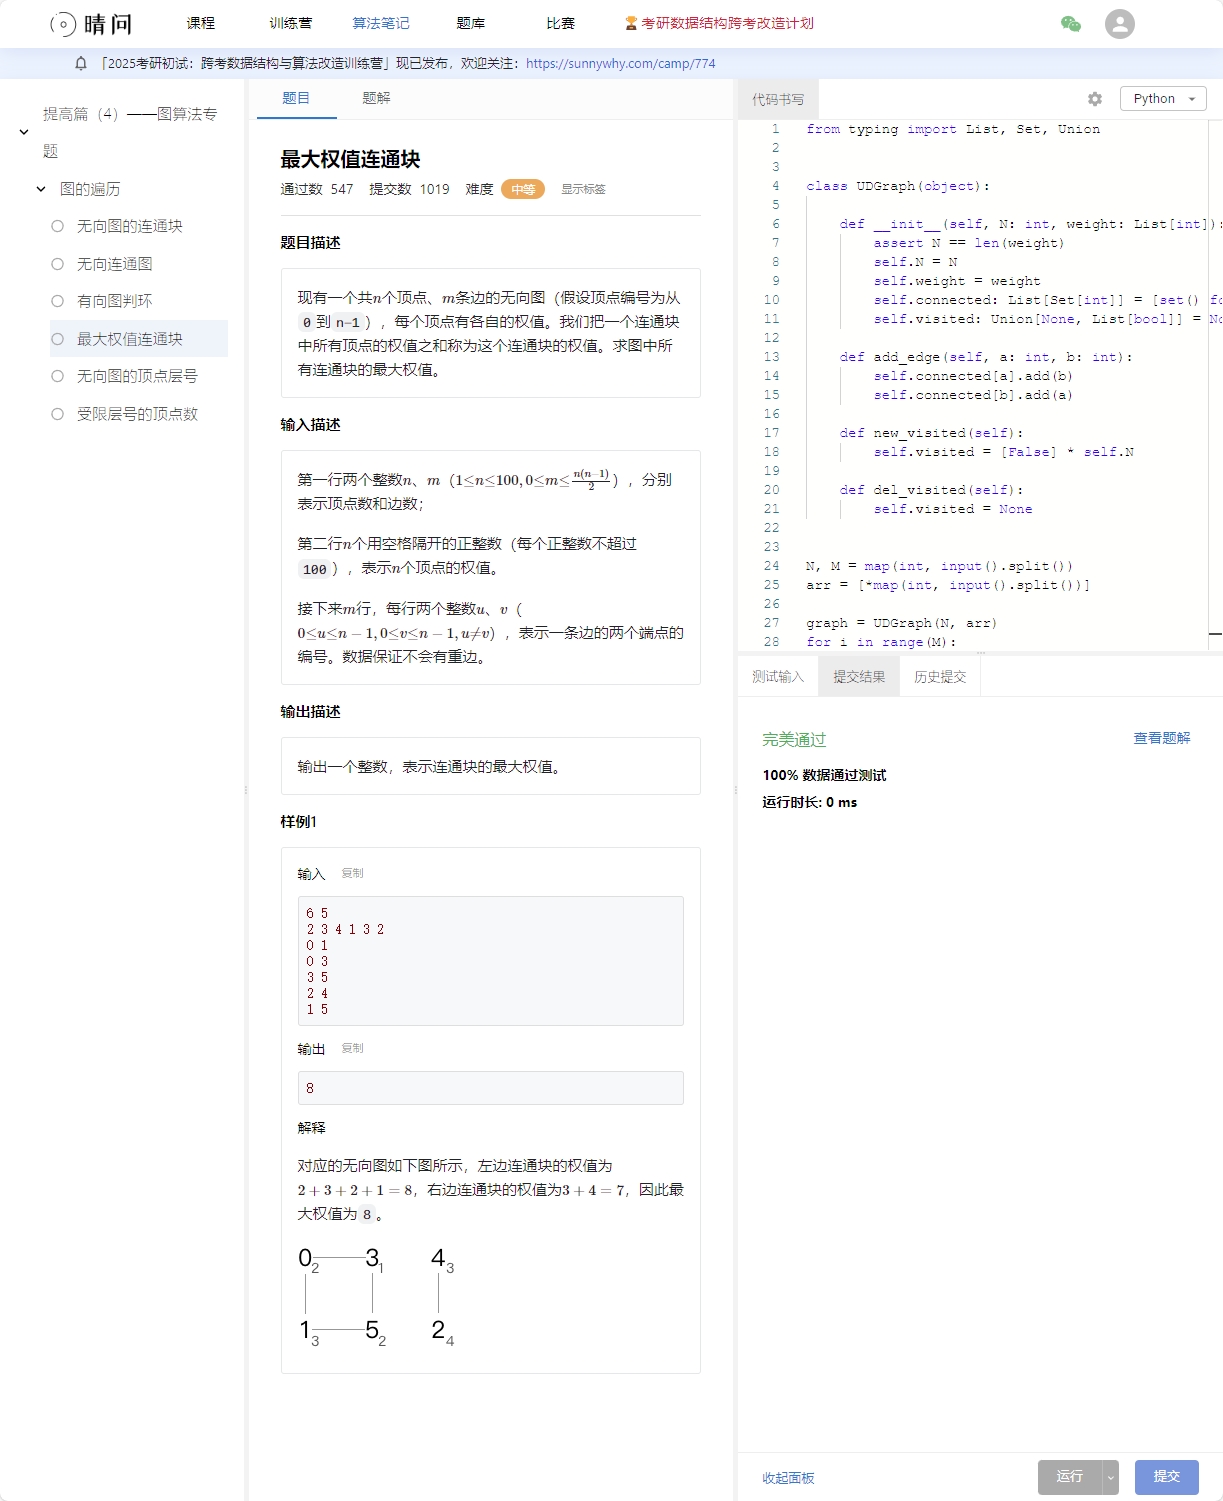 晴问
课程
训练营
算法笔记
题库
比赛
🏆考研数据结构跨考改造计划
「2025考研初试：跨考数据结构与算法改造训练营」现已发布，欢迎关注：https://sunnywhy.com/camp/774
提高篇（4）——图算法专
题
图的遍历
无向图的连通块
无向连通图
有向图判环
最大权值连通块
无向图的顶点层号
受限层号的顶点数
题目
题解
最大权值连通块
通过数 547 提交数 1019 难度 中等 显示标签
题目描述
现有一个共n个顶点、m条边的无向图（假设顶点编号为从
0 到 n-1 ），每个顶点有各自的权值。我们把一个连通块
中所有顶点的权值之和称为这个连通块的权值。求图中所
有连通块的最大权值。
输入描述
第一行两个整数n、m（1≤n≤100, 0≤m≤n(n−1)/2），分别
表示顶点数和边数；
第二行n个用空格隔开的正整数（每个正整数不超过
100 ），表示n个顶点的权值。
接下来m行，每行两个整数u、v（
0≤u≤n−1, 0≤v≤n−1, u≠v），表示一条边的两个端点的
编号。数据保证不会有重边。
输出描述
输出一个整数，表示连通块的最大权值。
样例1
输入 复制
6 5
2 3 4 1 3 2
0 1
0 3
3 5
2 4
1 5
输出 复制
8
解释
对应的无向图如下图所示，左边连通块的权值为
2 + 3 + 2 + 1 = 8，右边连通块的权值为3 + 4 = 7，因此最
大权值为 8 。
0 2 3 1 4 3
1 3 5 2 2 4
代码书写
Python
1 from typing import List, Set, Union
2
3
4 class UDGraph(object):
5
6 def __init__(self, N: int, weight: List[int]):
7 assert N == len(weight)
8 self.N = N
9 self.weight = weight
10 self.connected: List[Set[int]] = [set() fo
11 self.visited: Union[None, List[bool]] = No
12
13 def add_edge(self, a: int, b: int):
14 self.connected[a].add(b)
15 self.connected[b].add(a)
16
17 def new_visited(self):
18 self.visited = [False] * self.N
19
20 def del_visited(self):
21 self.visited = None
22
23
24 N, M = map(int, input().split())
25 arr = [*map(int, input().split())]
26
27 graph = UDGraph(N, arr)
28 for i in range(M):
测试输入
提交结果
历史提交
完美通过
查看题解
100% 数据通过测试
运行时长: 0 ms
收起面板
运行
提交